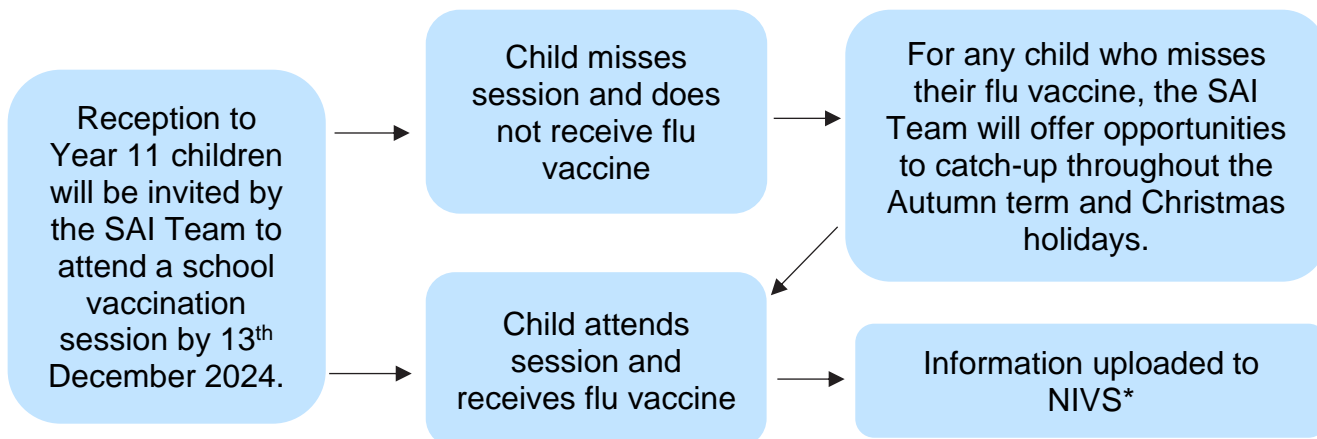 Reception to
Year 11 children
will be invited by
the SAI Team to
attend a school
vaccination
session by 13th
December 2024.
Child misses
session and does
not receive flu
vaccine
For any child who misses
their flu vaccine, the SAI
Team will offer opportunities
to catch-up throughout the
Autumn term and Christmas
holidays.
Child attends
session and
receives flu vaccine
Information uploaded to
NIVS*